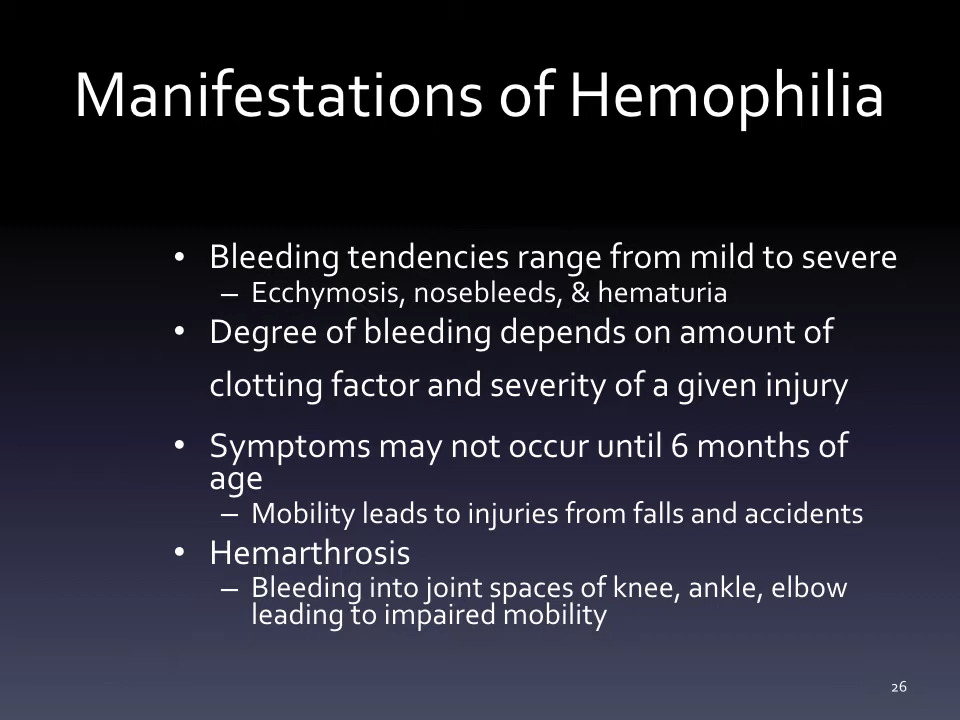 Manifestations of Hemophilia
• Bleeding tendencies range from mild to severe
– Ecchymosis, nosebleeds, & hematuria
• Degree of bleeding depends on amount of
clotting factor and severity of a given injury
• Symptoms may not occur until 6 months of
age
– Mobility leads to injuries from falls and accidents
• Hemarthrosis
– Bleeding into joint spaces of knee, ankle, elbow
leading to impaired mobility
26